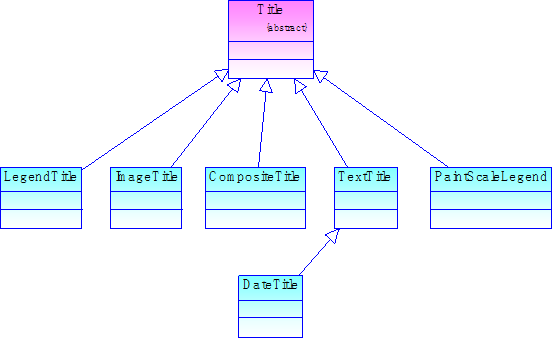 Title
{abstract}
LegendTitle
ImageTitle
CompositeTitle
TextTitle
PaintScaleLegend
DateTitle